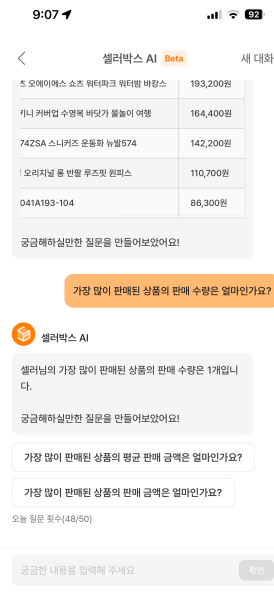 9:07
92
셀러박스 AI Beta 새 대화
오에이에스 쇼츠 워터파크 워터밤 바캉스 193,200원
키니 커버업 수영복 바닷가 물놀이 여행 164,400원
74ZSA 스니커즈 운동화 뉴발574 142,200원
오리지널 롱 반팔 루즈핏 원피스 110,700원
041A193-104 86,300원
궁금해하실만한 질문을 만들어보았어요!
가장 많이 판매된 상품의 판매 수량은 얼마인가요?
셀러박스 AI
셀러님의 가장 많이 판매된 상품의 판매 수량은 1개입니
다.
궁금해하실만한 질문을 만들어보았어요!
가장 많이 판매된 상품의 평균 판매 금액은 얼마인가요?
가장 많이 판매된 상품의 판매 금액은 얼마인가요?
오늘 질문 횟수(48/50)
궁금한 내용을 입력해 주세요 확인